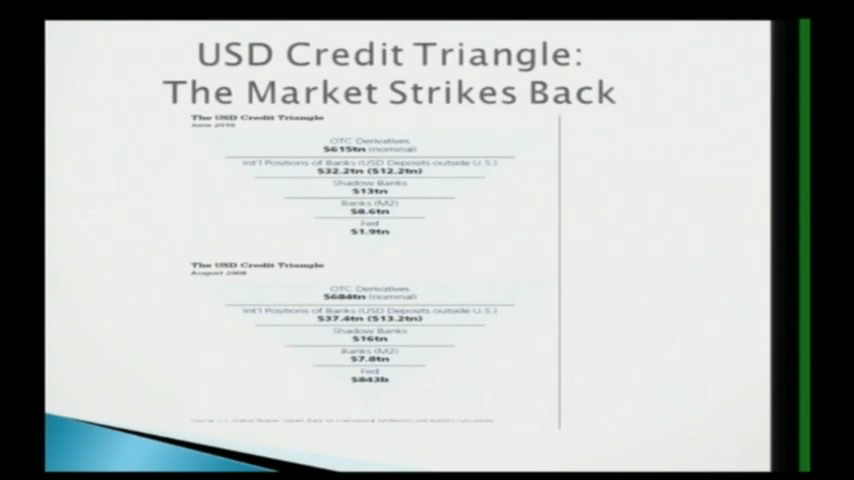 USD Credit Triangle:
The Market Strikes Back
The USD Credit Triangle
June 2010
OTC Derivatives
$615tn (nominal)
Int'l Positions of Banks (USD Deposits outside U.S.)
$32.2tn ($12.2tn)
Shadow Banks
$13tn
Banks (M2)
$8.6tn
Fed
$1.9tn
The USD Credit Triangle
August 2008
OTC Derivatives
$684tn (nominal)
Int'l Positions of Banks (USD Deposits outside U.S.)
$37.4tn ($13.2tn)
Shadow Banks
$16tn
Banks (M2)
$7.8tn
Fed
$843b